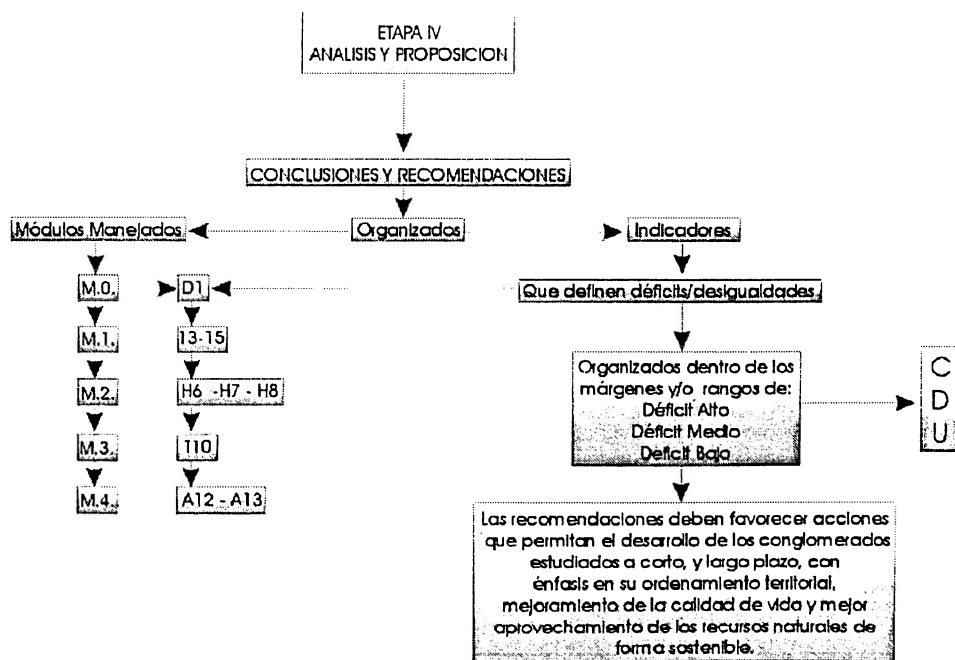 ETAPA IV
ANALISIS Y PROPOSICION
CONCLUSIONES Y RECOMENDACIONES
Módulos Manejados
Organizados
Indicadores
M.0.
D1
Que definen déficits/desigualdades.
M.1.
13-15
M.2.
H6 -H7 - H8
M.3.
T10
M.4.
A12 - A13
Organizados dentro de los
márgenes y/o rangos de:
Déficit Alto
Déficit Medio
Deficit Bajo
C
D
U
Las recomendaciones deben favorecer acciones
que permitan el desarrollo de los conglomerados
estudiados a corto, y largo plazo, con
énfasis en su ordenamiento territorial,
mejoramiento de la calidad de vida y mejor
aprovechamiento de los recursos naturales de
forma sostenible.